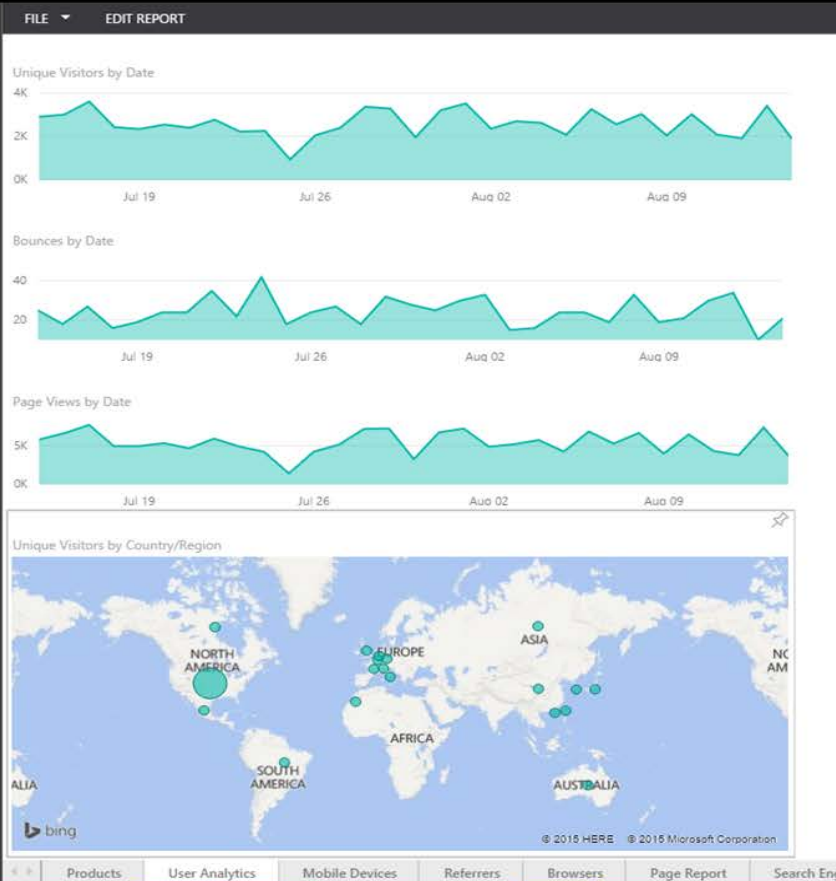 FILE EDIT REPORT
Unique Visitors by Date
4K
2K
0K
Jul 19 Jul 26 Aug 02 Aug 09
Bounces by Date
40
20
Jul 19 Jul 26 Aug 02 Aug 09
Page Views by Date
5K
0K
Jul 19 Jul 26 Aug 02 Aug 09
Unique Visitors by Country/Region
NORTH
AMERICA
EUROPE
ASIA
NO
AM
AFRICA
SOUTH
AMERICA
ALIA
AUSTRALIA
bing
© 2015 HERE © 2015 Microsoft Corporation
Products User Analytics Mobile Devices Referrers Browsers Page Report Search En